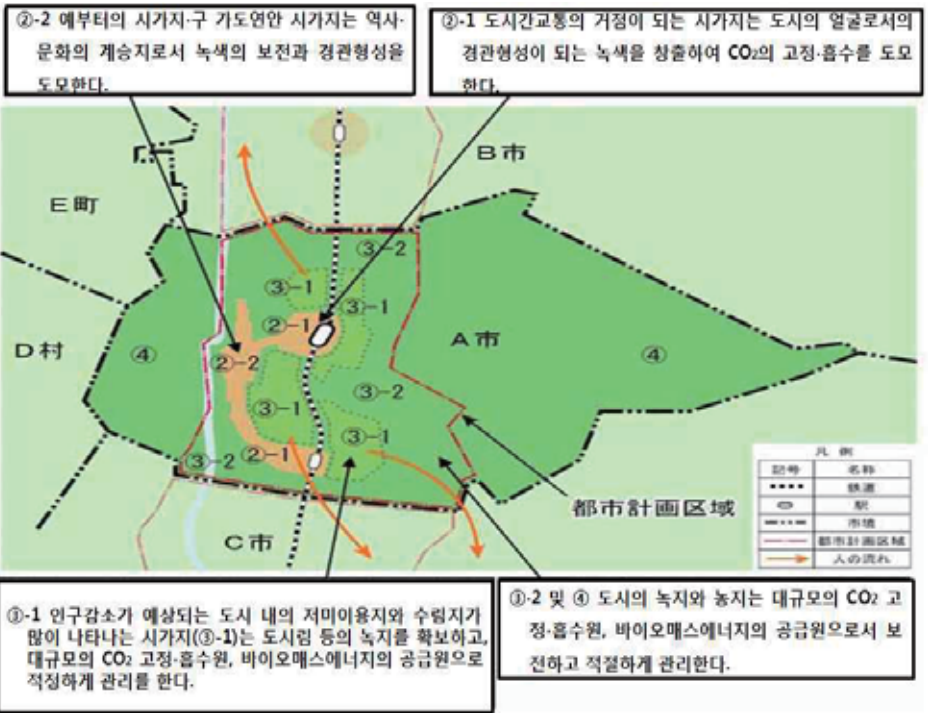 ②-2 예부터의 시가지·구 가도연안 시가지는 역사·
문화의 계승지로서 녹색의 보전과 경관형성을
도모한다.
②-1 도시간교통의 거점이 되는 시가지는 도시의 얼굴로서의
경관형성이 되는 녹색을 창출하여 CO₂의 고정·흡수를 도모
한다.
B市
E町
③-2
③-1
③-1
②-1
A市
D村
④
②-2
④
③-2
③-1
③-1
③-2
②-1
都市計画区域
C市
凡例
記号 名称
鉄道
駅
市境
都市計画区域
人の流れ
③-1 인구감소가 예상되는 도시 내의 저미이용지와 수림지가
많이 나타나는 시가지(③-1)는 도시림 등의 녹지를 확보하고,
대규모의 CO₂ 고정·흡수원, 바이오매스에너지의 공급원으로
적정하게 관리를 한다.
③-2 및 ④ 도시의 녹지와 농지는 대규모의 CO₂ 고
정·흡수원, 바이오매스에너지의 공급원으로서 보
전하고 적절하게 관리한다.